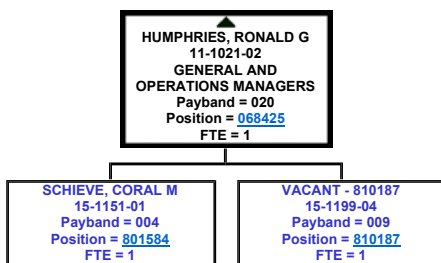 HUMPHRIES, RONALD G
11-1021-02
GENERAL AND
OPERATIONS MANAGERS
Payband = 020
Position = 068425
FTE = 1
SCHIEVE, CORAL M
15-1151-01
Payband = 004
Position = 801584
FTE = 1
VACANT - 810187
15-1199-04
Payband = 009
Position = 810187
FTE = 1